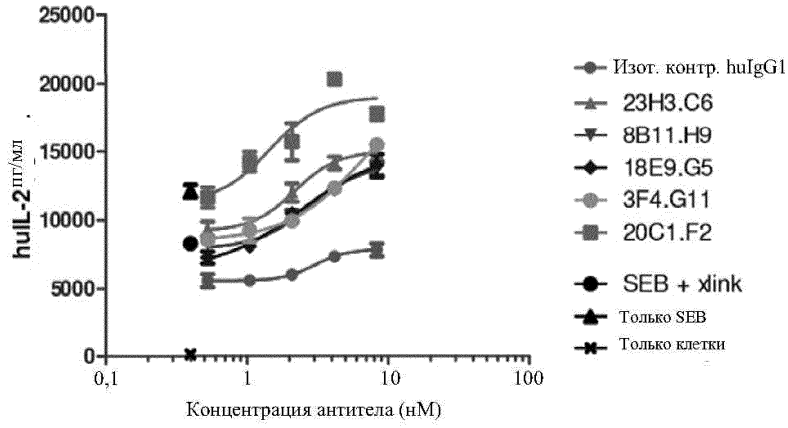 25000
20000
15000
10000
5000
0
huIL-2 пг/мл
0,1
1
10
100
Концентрация антитела (нМ)
Изот. контр. huIgG1
23H3.C6
8B11.H9
18E9.G5
3F4.G11
20C1.F2
SEB + xlink
Только SEB
Только клетки